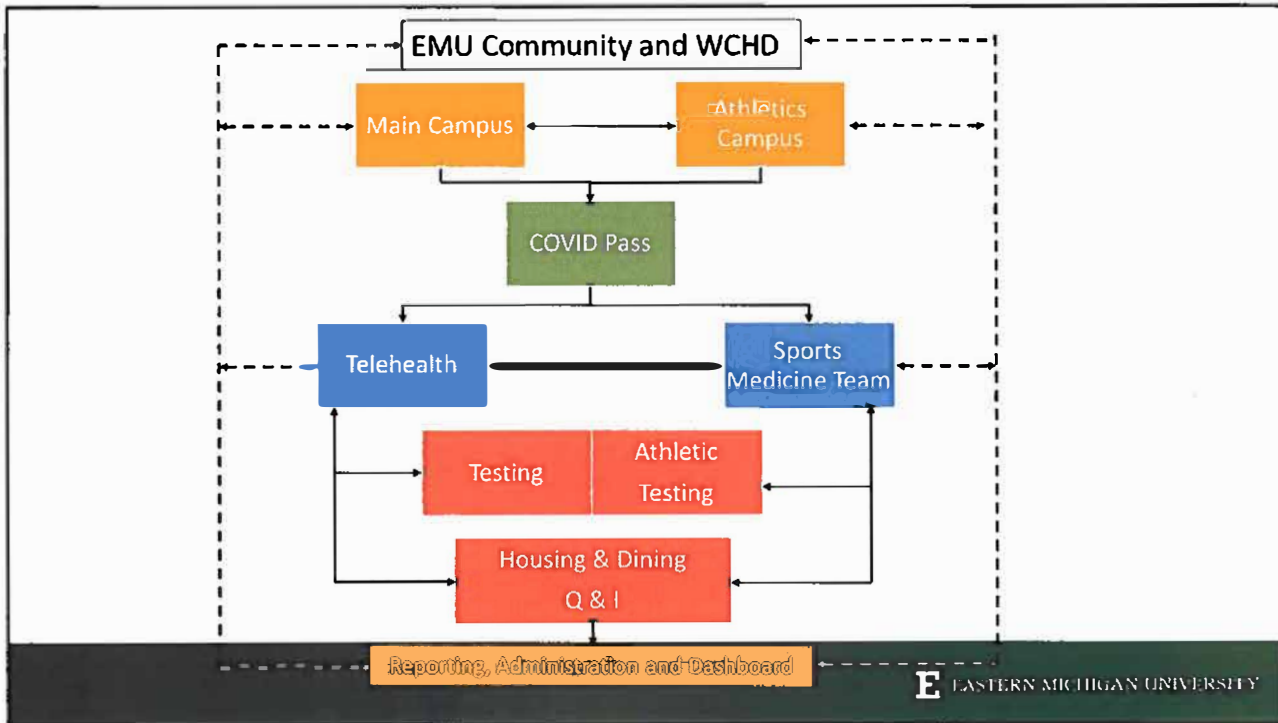 EMU Community and WCHD
Main Campus
Athletics
Campus
COVID Pass
Telehealth
Sports
Medicine Team
Testing
Athletic
Testing
Housing & Dining
Q & I
Reporting, Administration and Dashboard
E EASTERN MICHIGAN UNIVERSITY